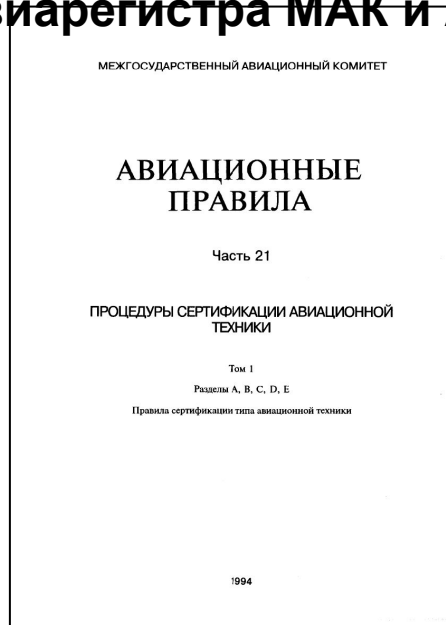 виарегистра МАК и
МЕЖГОСУДАРСТВЕННЫЙ АВИАЦИОННЫЙ КОМИТЕТ
АВИАЦИОННЫЕ
ПРАВИЛА
Часть 21
ПРОЦЕДУРЫ СЕРТИФИКАЦИИ АВИАЦИОННОЙ
ТЕХНИКИ
Том 1
Разделы A, B, C, D, E
Правила сертификации типа авиационной техники
1994